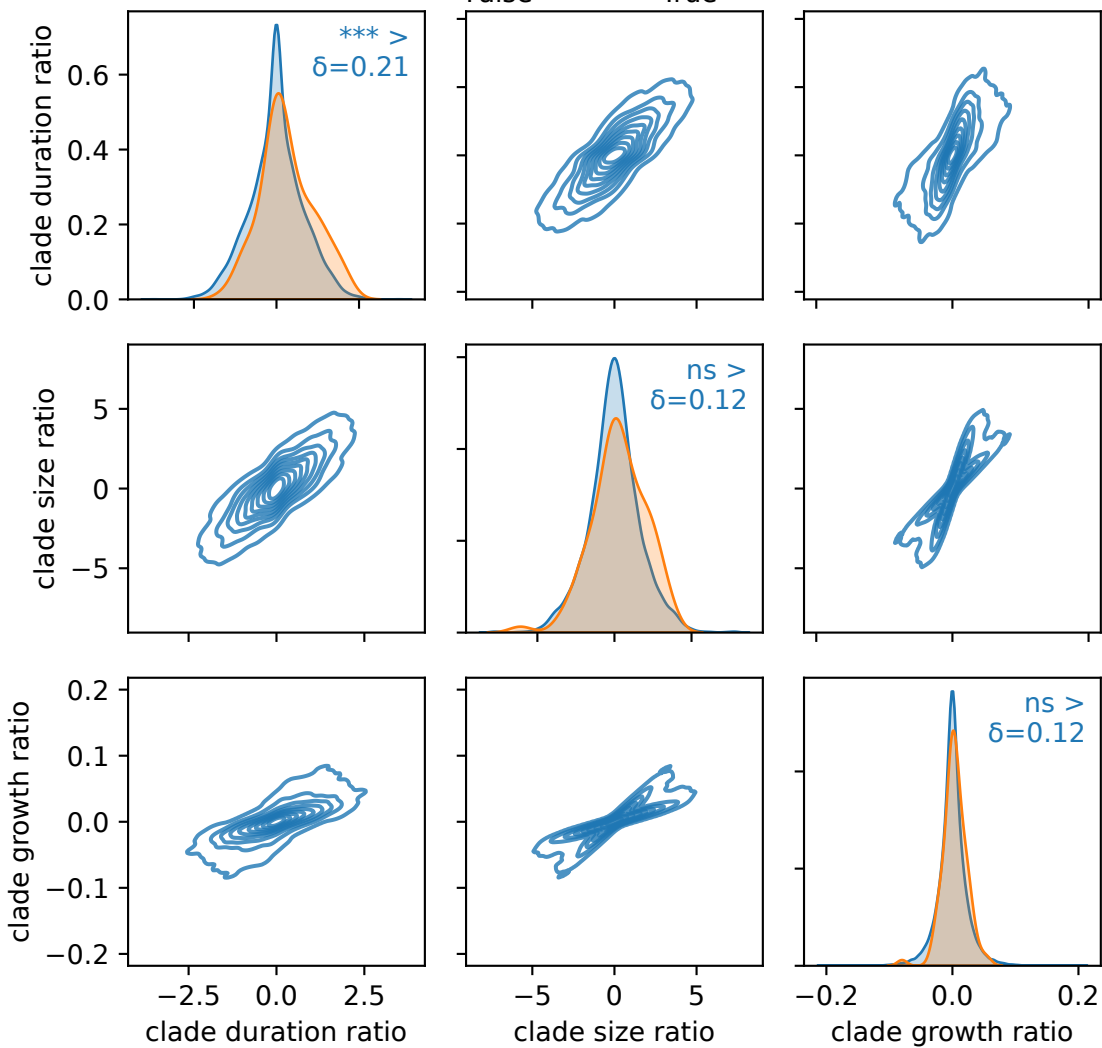 clade duration ratio
0.6
0.4
0.2
0.0
*** >
δ=0.21
clade size ratio
5
0
−5
ns >
δ=0.12
clade growth ratio
0.2
0.1
0.0
−0.1
−0.2
ns >
δ=0.12
−2.5 0.0 2.5
−5 0 5
−0.2 0.0 0.2
clade duration ratio
clade size ratio
clade growth ratio